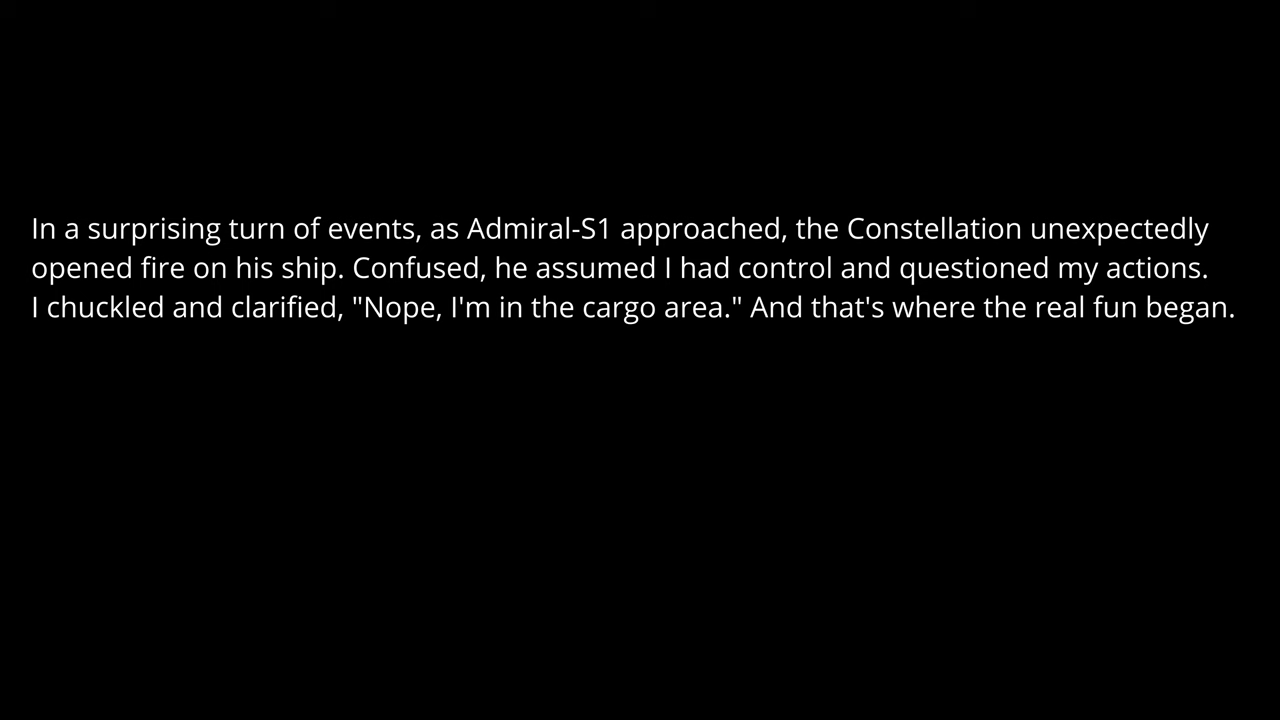 In a surprising turn of events, as Admiral-S1 approached, the Constellation unexpectedly
opened fire on his ship. Confused, he assumed I had control and questioned my actions.
I chuckled and clarified, "Nope, I'm in the cargo area." And that's where the real fun began.